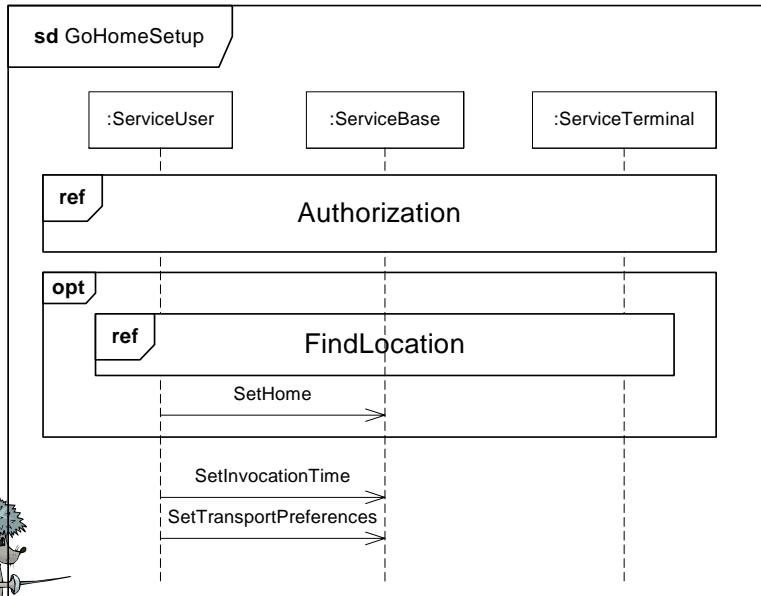 sd GoHomeSetup
:ServiceUser :ServiceBase :ServiceTerminal
ref
Authorization
opt
ref
FindLocation
SetHome
SetInvocationTime
SetTransportPreferences